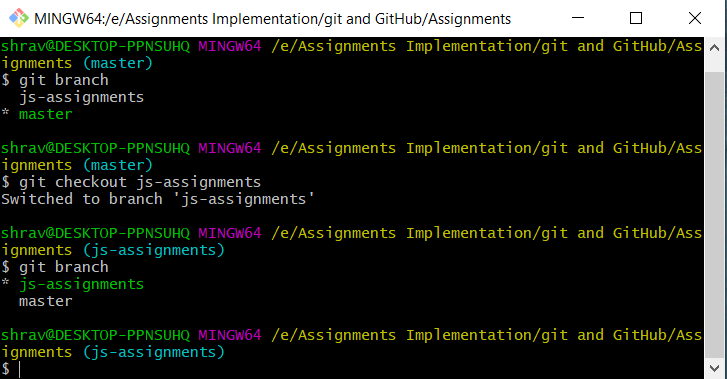 MINGW64:/e/Assignments Implementation/git and GitHub/Assignments
shrav@DESKTOP-PPNSUHQ MINGW64 /e/Assignments Implementation/git and GitHub/Ass
ignments (master)
$ git branch
  js-assignments
* master
shrav@DESKTOP-PPNSUHQ MINGW64 /e/Assignments Implementation/git and GitHub/Ass
ignments (master)
$ git checkout js-assignments
Switched to branch 'js-assignments'
shrav@DESKTOP-PPNSUHQ MINGW64 /e/Assignments Implementation/git and GitHub/Ass
ignments (js-assignments)
$ git branch
* js-assignments
  master
shrav@DESKTOP-PPNSUHQ MINGW64 /e/Assignments Implementation/git and GitHub/Ass
ignments (js-assignments)
$